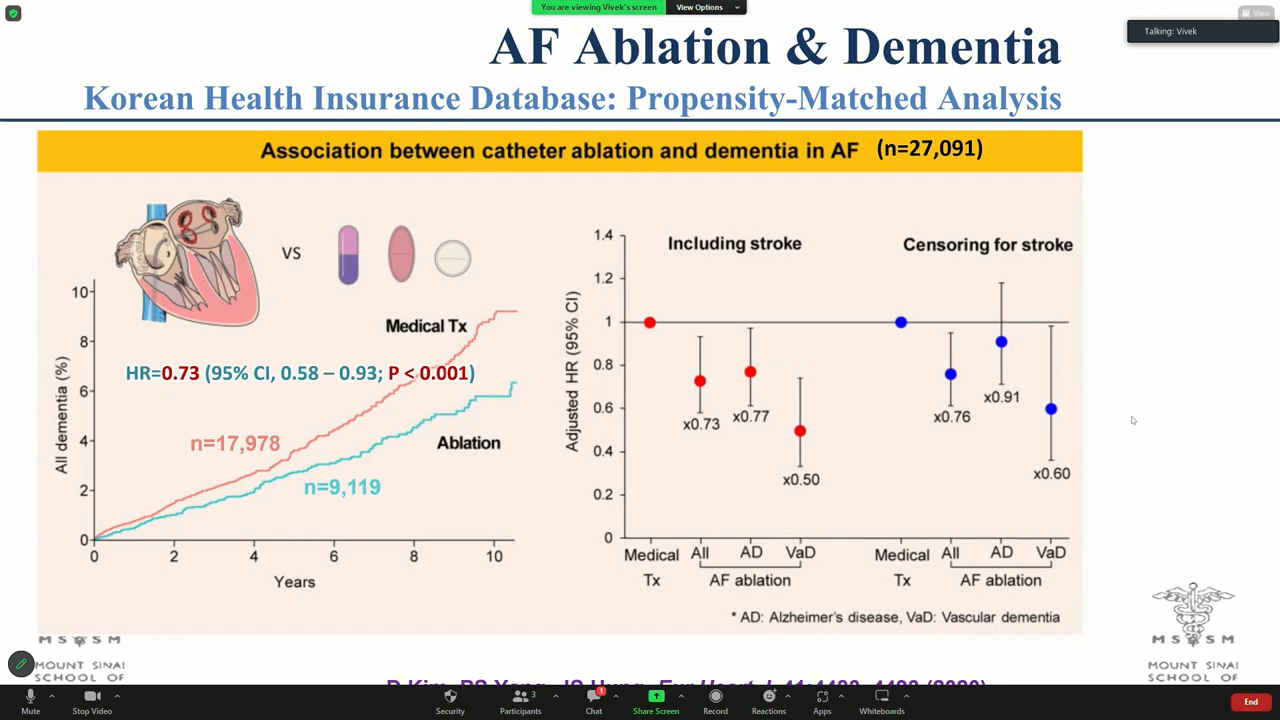 You are viewing Vivek's screen
View Options
View
Talking: Vivek
AF Ablation & Dementia
Korean Health Insurance Database: Propensity-Matched Analysis
Association between catheter ablation and dementia in AF (n=27,091)
VS
Medical Tx
HR=0.73 (95% CI, 0.58 – 0.93; P < 0.001)
n=17,978
Ablation
n=9,119
All dementia (%)
10
8
6
4
2
0
0 2 4 6 8 10
Years
Including stroke
Censoring for stroke
Adjusted HR (95% CI)
1.4
1.2
1
0.8
0.6
0.4
0.2
0
x0.73
x0.77
x0.50
x0.76
x0.91
x0.60
Medical Tx
All AD VaD
AF ablation
Medical Tx
All AD VaD
AF ablation
* AD: Alzheimer's disease, VaD: Vascular dementia
MSSM
MOUNT SINAI
SCHOOL OF
MSSM
MOUNT SINAI
SCHOOL OF
Mute
Stop Video
Security
3
Participants
1
Chat
Share Screen
Record
Reactions
Apps
Whiteboards
End